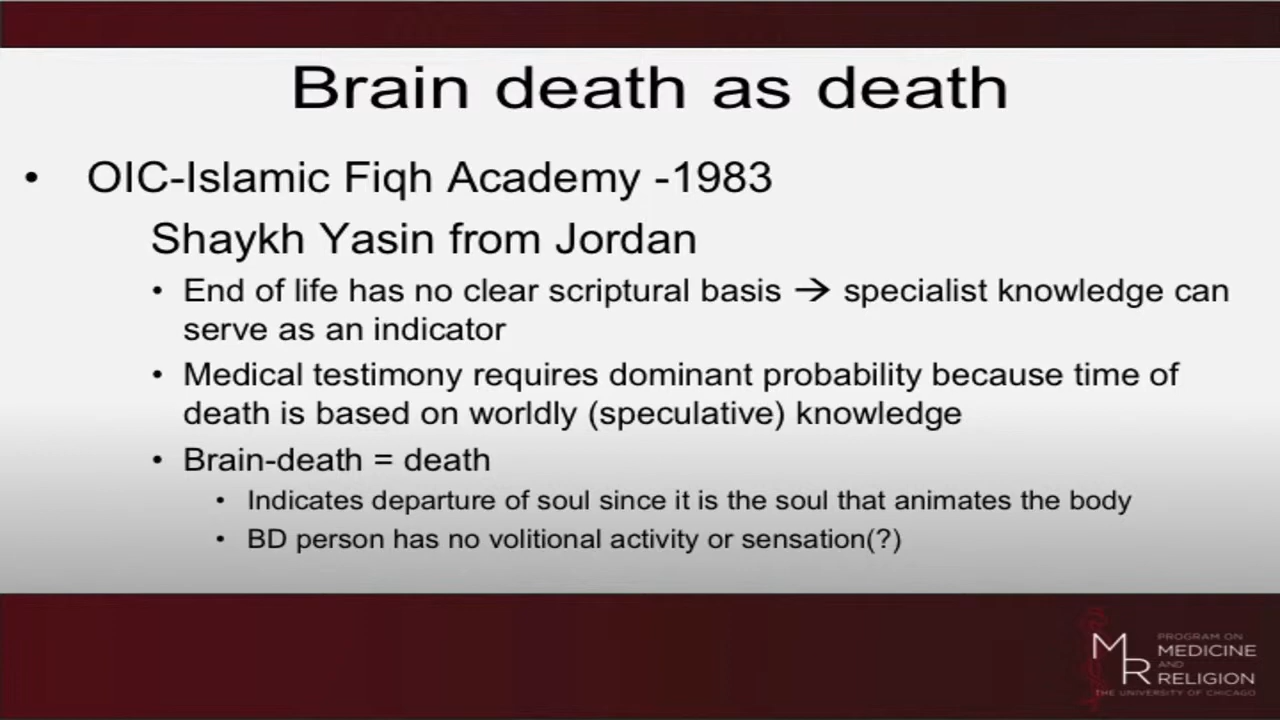 Brain death as death
• OIC-Islamic Fiqh Academy -1983
Shaykh Yasin from Jordan
• End of life has no clear scriptural basis → specialist knowledge can
serve as an indicator
• Medical testimony requires dominant probability because time of
death is based on worldly (speculative) knowledge
• Brain-death = death
• Indicates departure of soul since it is the soul that animates the body
• BD person has no volitional activity or sensation(?)
MR
PROGRAM ON
MEDICINE
AND
RELIGION
THE UNIVERSITY OF CHICAGO